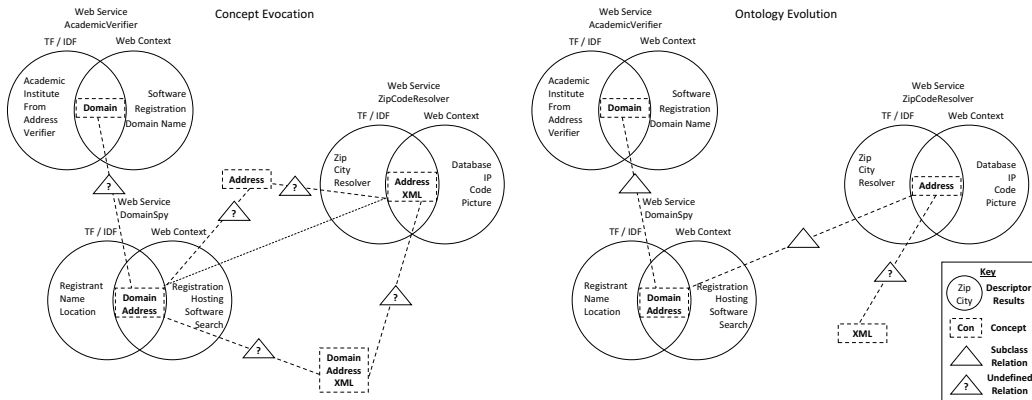 Concept Evocation
Web Service
AcademicVerifier
TF / IDF
Web Context
Academic
Institute
From
Address
Verifier
Domain
Software
Registration
Domain Name
Web Service
ZipCodeResolver
TF / IDF
Web Context
Zip
City
Resolver
Address
XML
Database
IP
Code
Picture
?
Address
?
?
Web Service
DomainSpy
TF / IDF
Web Context
Registrant
Name
Location
Domain
Address
Registration
Hosting
Software
Search
?
?
Domain
Address
XML
Ontology Evolution
Web Service
AcademicVerifier
TF / IDF
Web Context
Academic
Institute
From
Address
Verifier
Domain
Software
Registration
Domain Name
Web Service
ZipCodeResolver
TF / IDF
Web Context
Zip
City
Resolver
Address
Database
IP
Code
Picture
Web Service
DomainSpy
TF / IDF
Web Context
Registrant
Name
Location
Domain
Address
Registration
Hosting
Software
Search
?
XML
Key
Zip
City
Descriptor
Results
Con
Concept
Subclass
Relation
?
Undefined
Relation